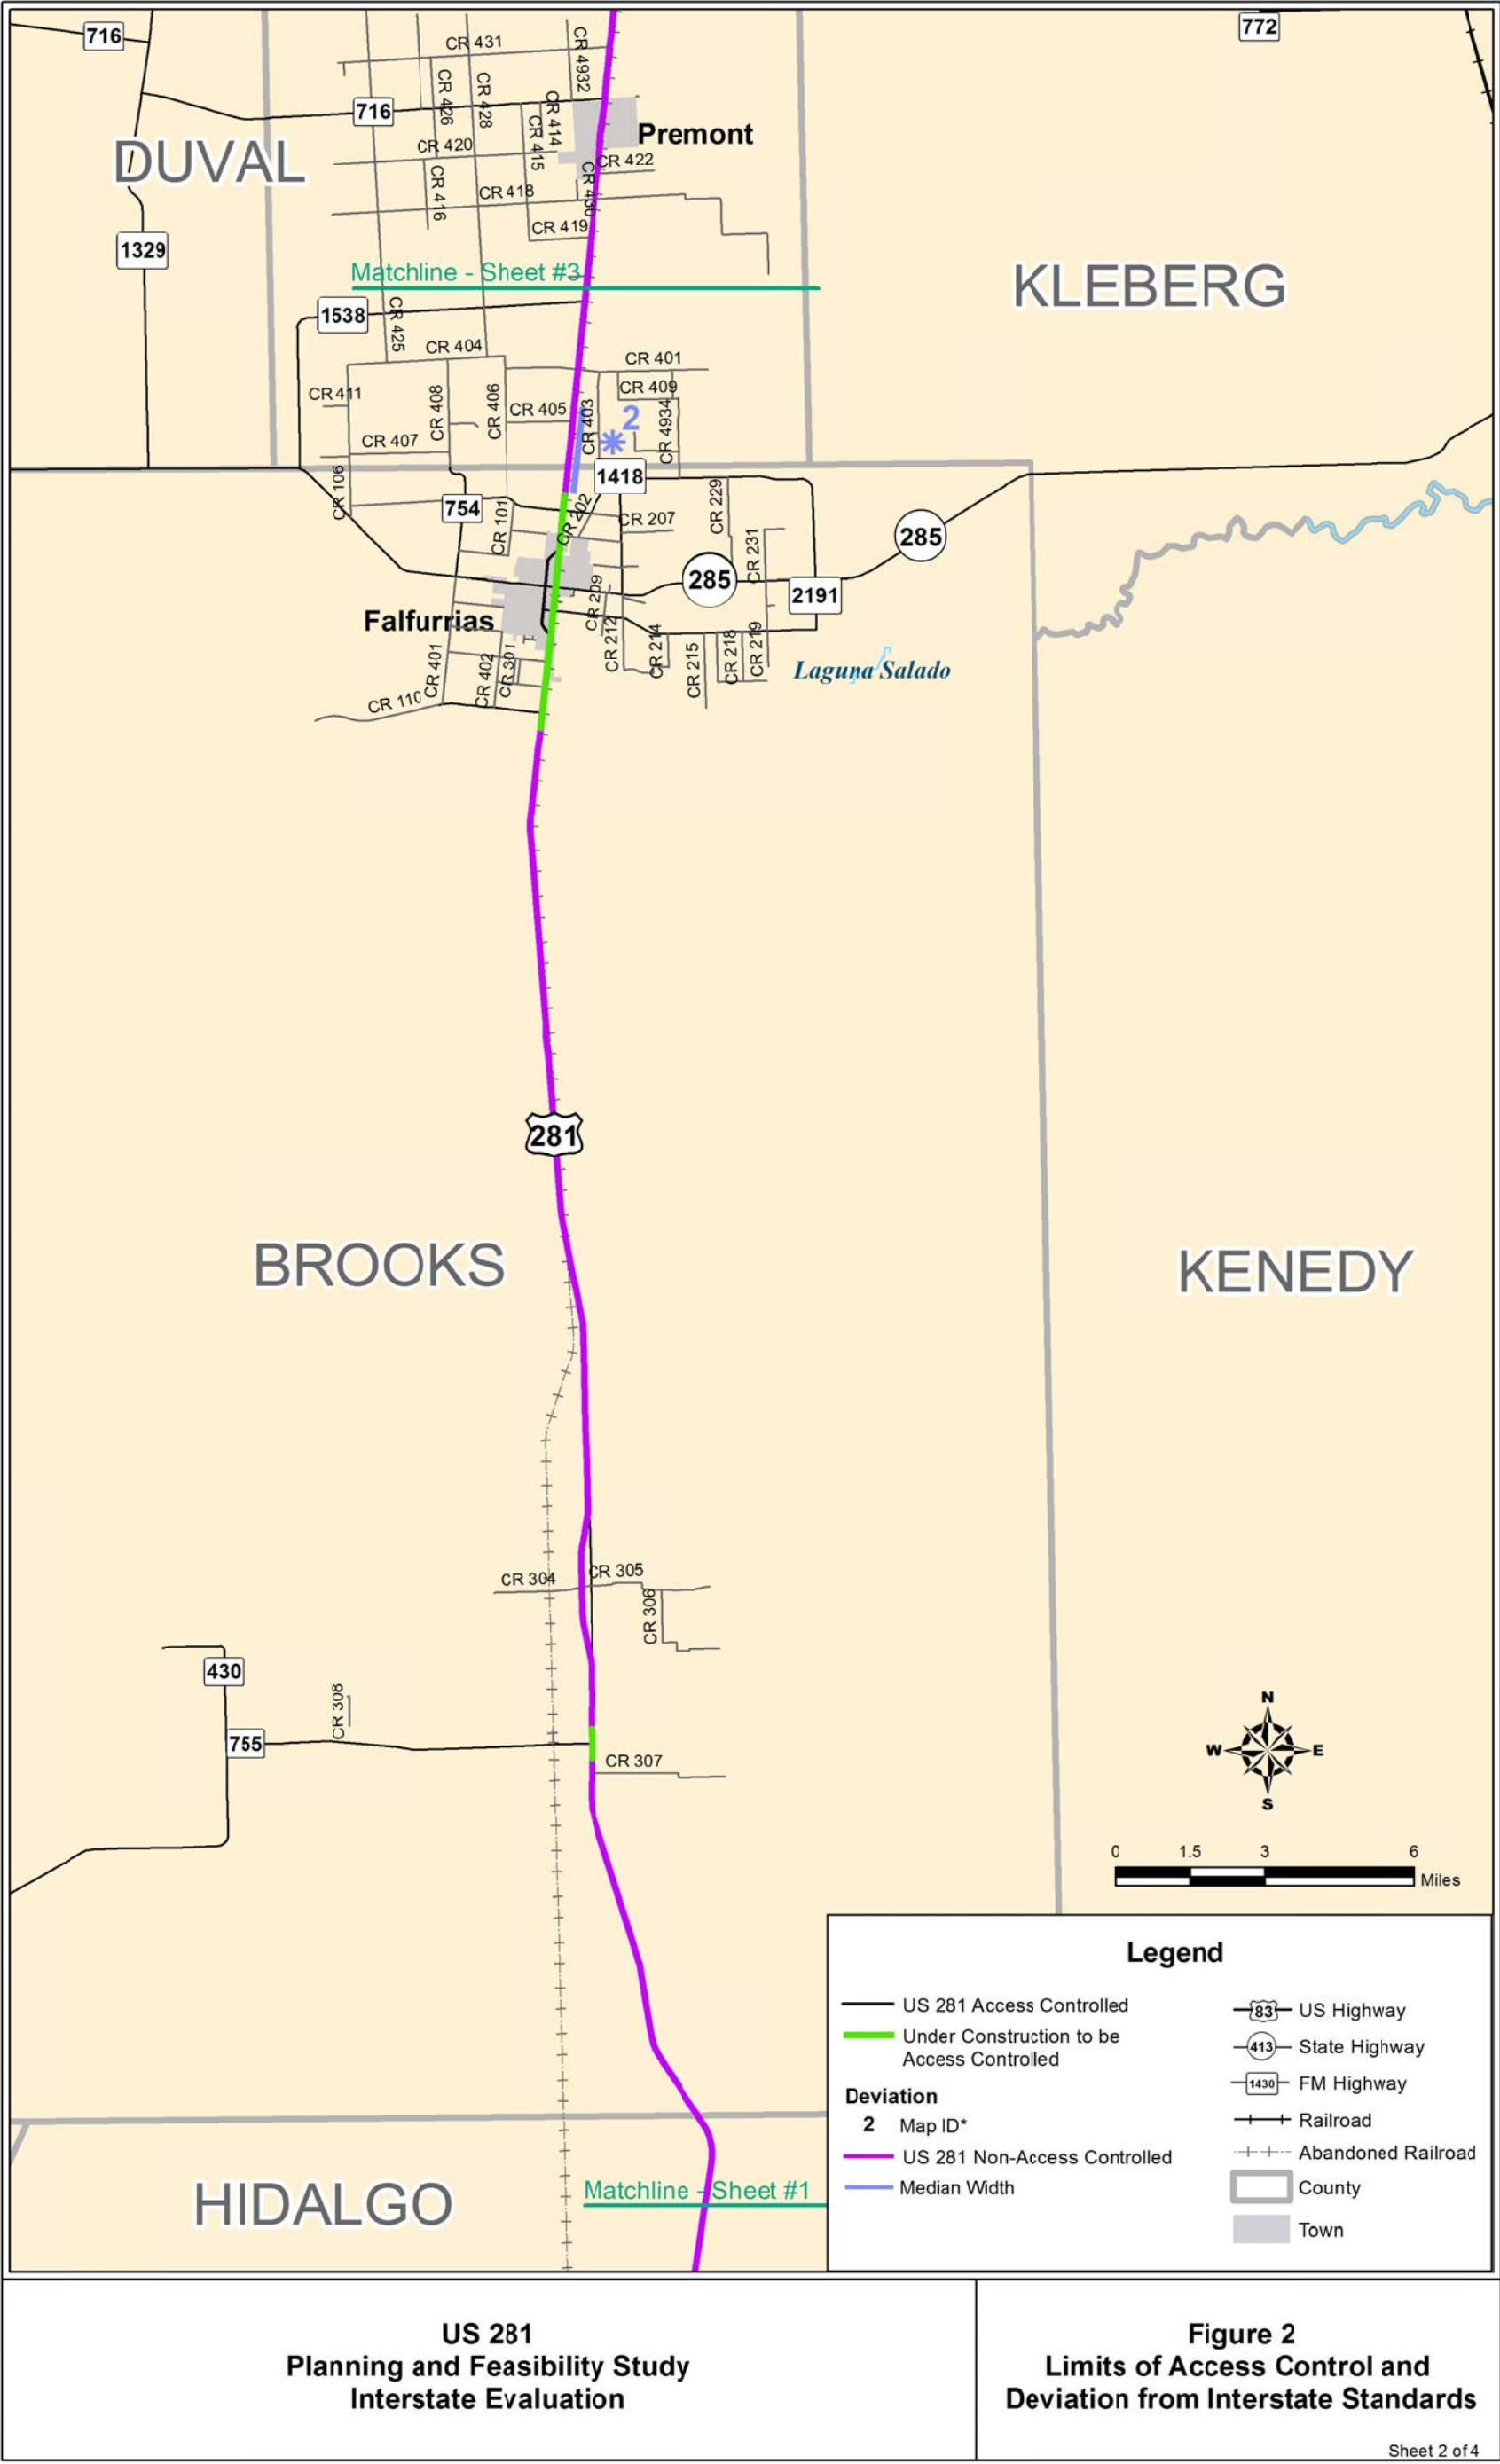 716
772
CR 431
CR 4932
CR 426
CR 428
716
CR 414
CR 415
Premont
DUVAL
CR 420
CR 422
CR 416
CR 418
CR 430
CR 419
1329
Matchline - Sheet #3
KLEBERG
1538
CR 425
CR 404
CR 401
CR 411
CR 408
CR 406
CR 405
CR 403
CR 409
2
CR 4934
CR 407
1418
CR 106
754
CR 101
CR 202
CR 207
CR 229
CR 231
285
285
2191
CR 209
Falfurrias
CR 212
CR 214
CR 215
CR 218
CR 219
Laguna Salado
CR 401
CR 402
CR 301
CR 110
281
BROOKS
KENEDY
CR 304
CR 305
CR 306
430
CR 308
755
CR 307
N
W
E
S
0 1.5 3 6
Miles
Legend
US 281 Access Controlled
Under Construction to be
Access Controlled
Deviation
2 Map ID*
US 281 Non-Access Controlled
Median Width
83 US Highway
413 State Highway
1430 FM Highway
Railroad
Abandoned Railroad
County
Town
HIDALGO
Matchline - Sheet #1
US 281
Planning and Feasibility Study
Interstate Evaluation
Figure 2
Limits of Access Control and
Deviation from Interstate Standards
Sheet 2 of 4